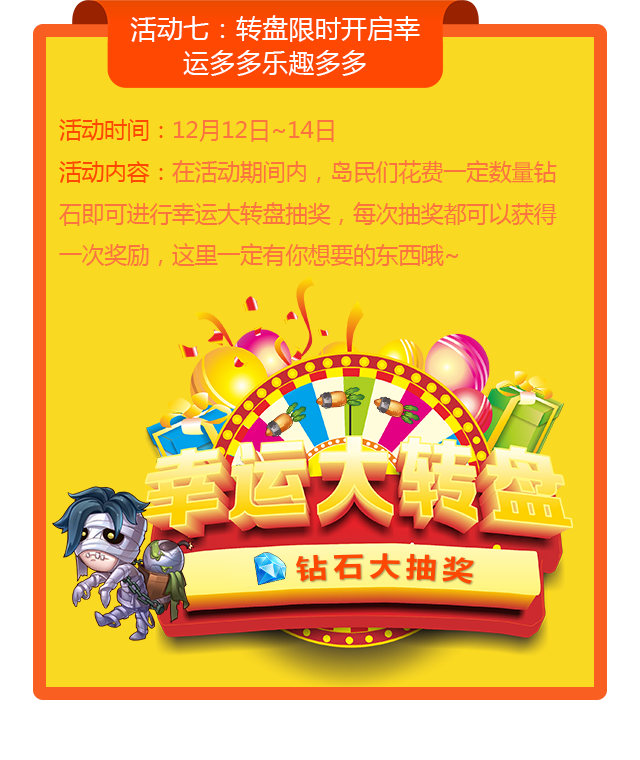 活动七：转盘限时开启幸
运多多乐趣多多
活动时间：12月12日~14日
活动内容：在活动期间内，岛民们花费一定数量钻
石即可进行幸运大转盘抽奖，每次抽奖都可以获得
一次奖励，这里一定有你想要的东西哦~
幸运大转盘
钻石大抽奖